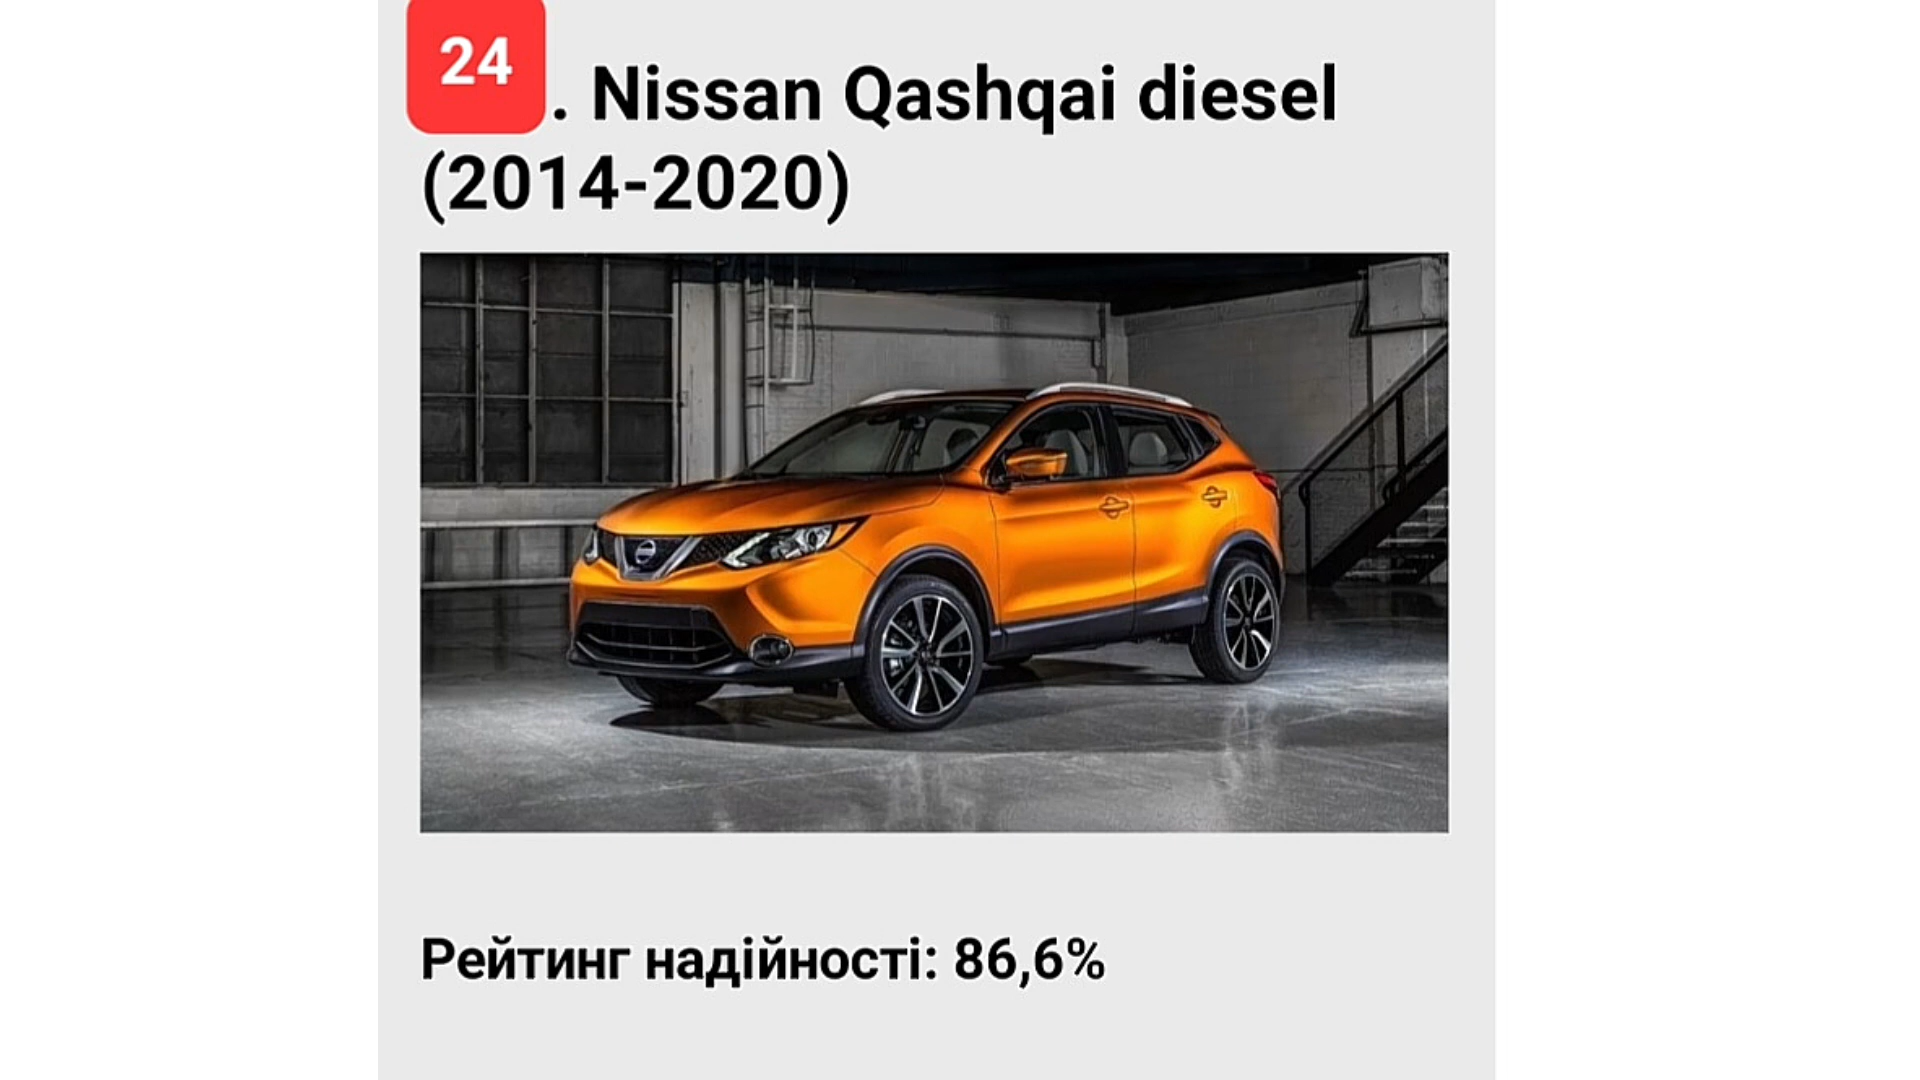 24. Nissan Qashqai diesel
(2014-2020)
Рейтинг надійності: 86,6%